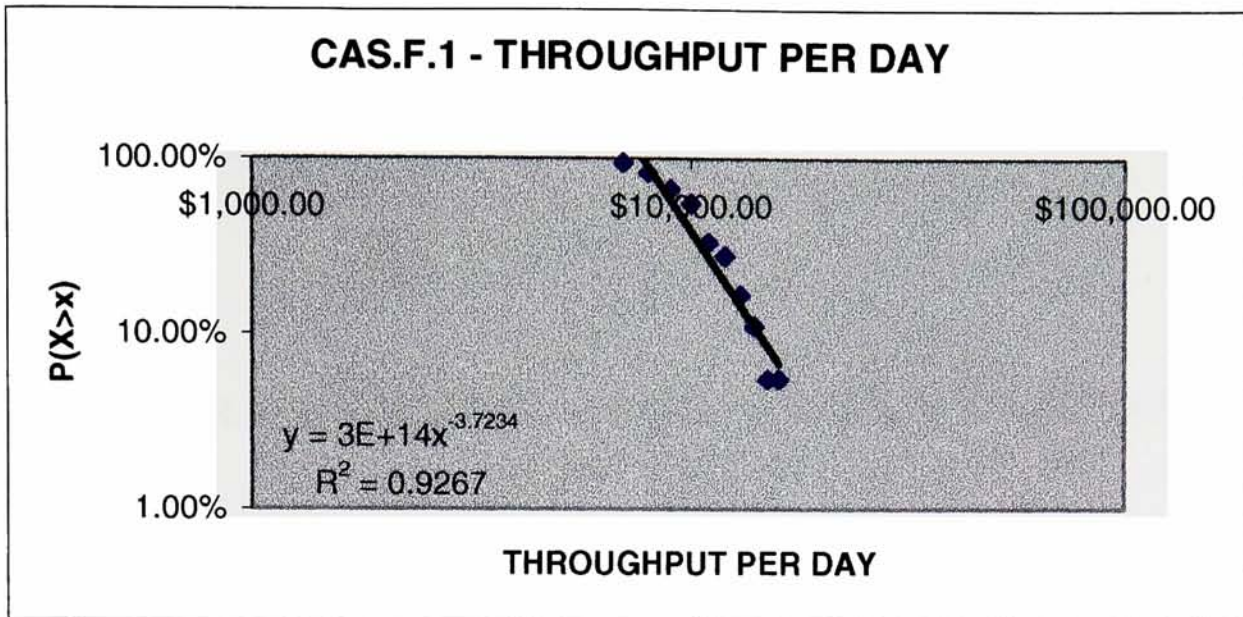 CAS.F.1 - THROUGHPUT PER DAY
100.00%
$1,000.00 $10,000.00 $100,000.00
P(X>x)
10.00%
y = 3E+14x^-3.7234
R² = 0.9267
1.00%
THROUGHPUT PER DAY